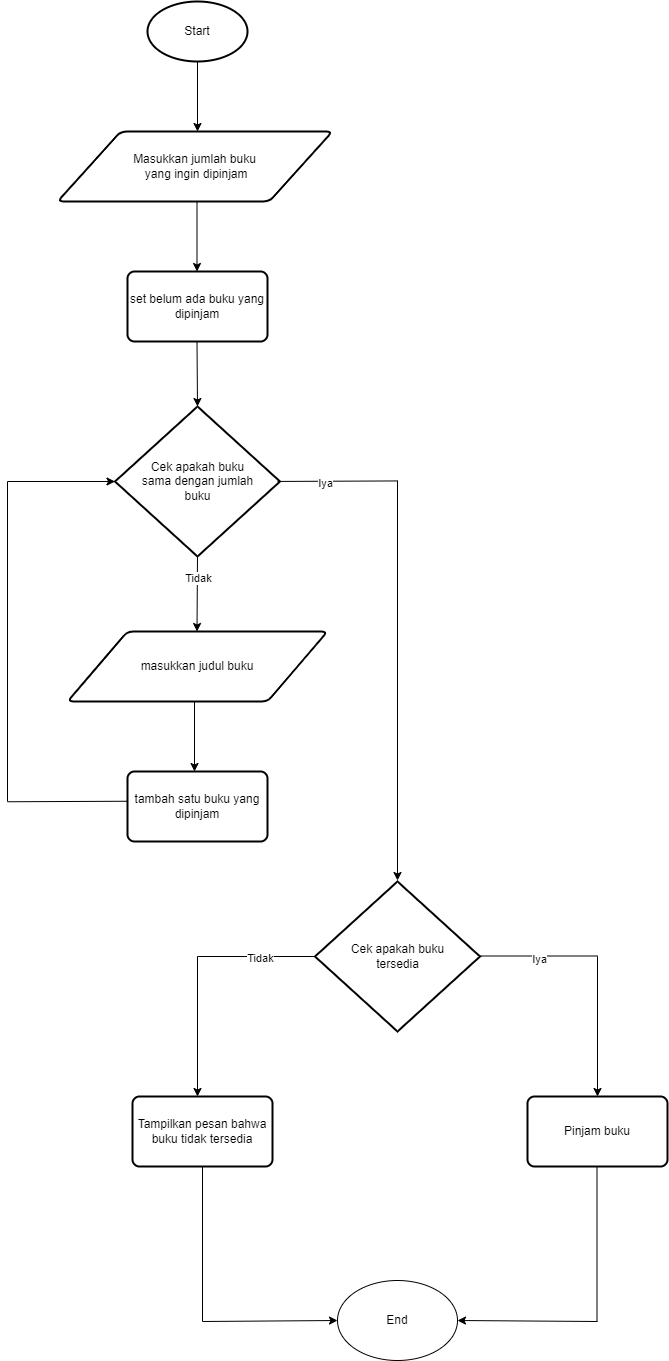 Start
Masukkan jumlah buku
yang ingin dipinjam
set belum ada buku yang
dipinjam
Cek apakah buku
sama dengan jumlah
buku
Iya
Tidak
masukkan judul buku
tambah satu buku yang
dipinjam
Cek apakah buku
tersedia
Tidak
Iya
Tampilkan pesan bahwa
buku tidak tersedia
Pinjam buku
End